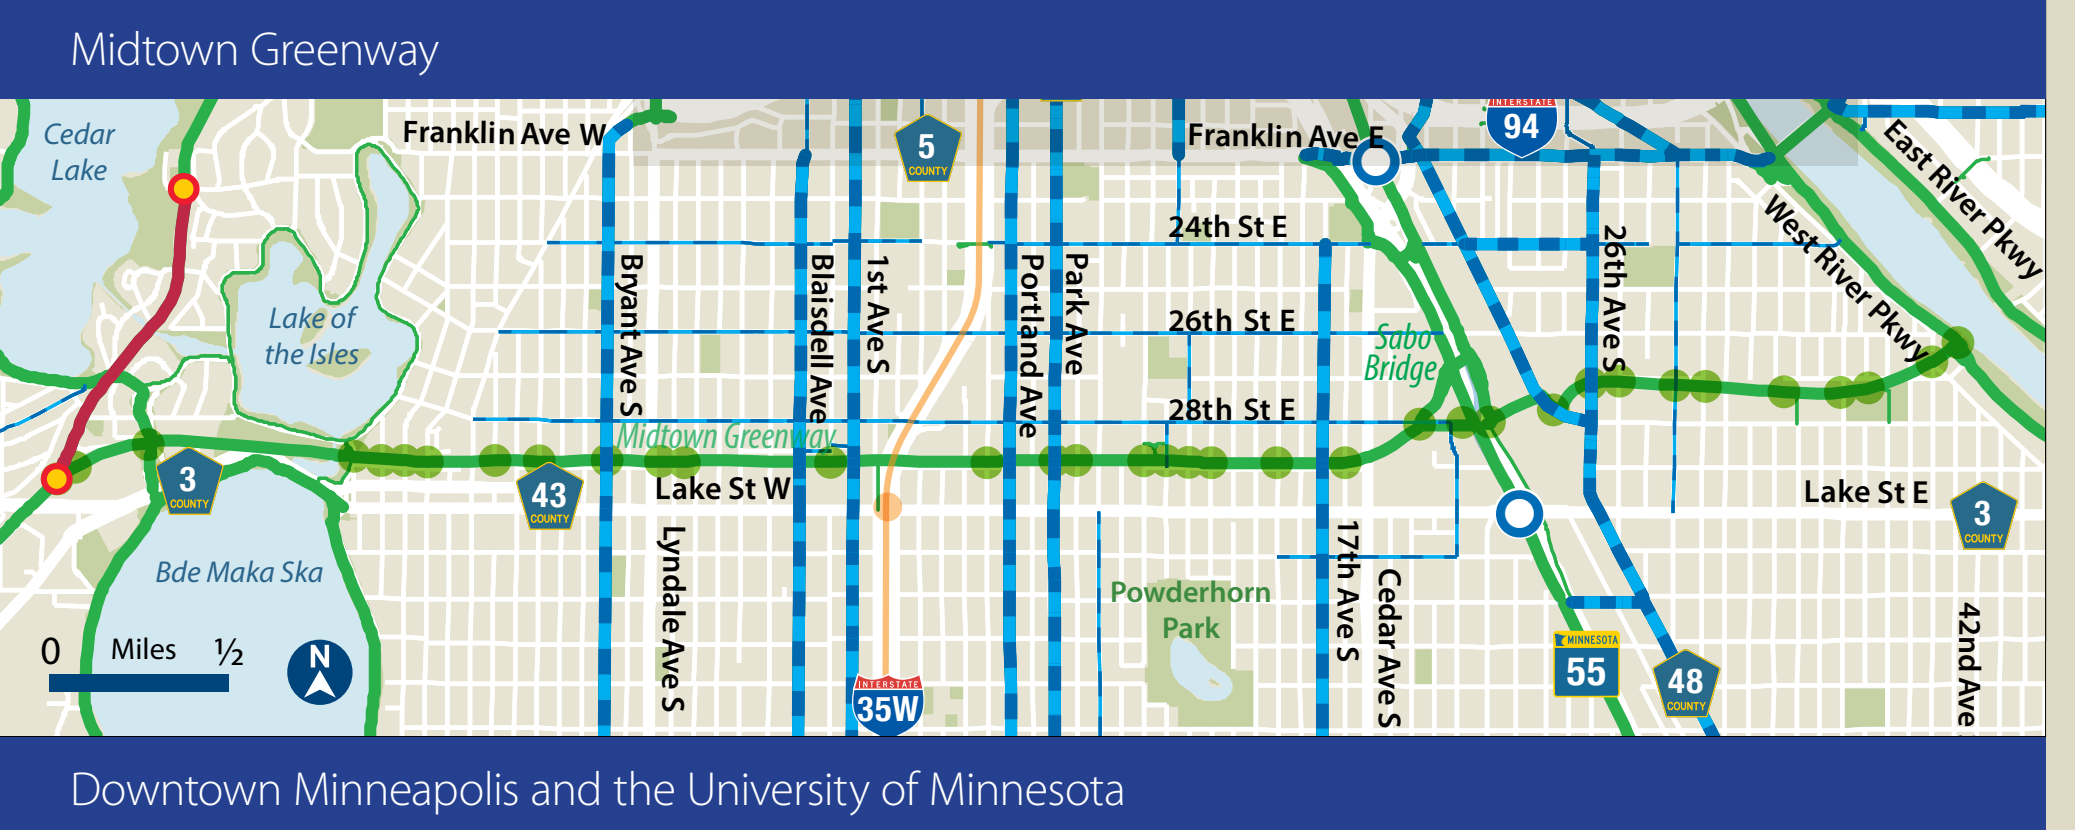 Midtown Greenway
Cedar
Lake
Franklin Ave W
5
COUNTY
Franklin Ave E
INTERSTATE
94
East River Pkwy
West River Pkwy
24th St E
26th Ave S
Bryant Ave S
Blaisdell Ave
1st Ave S
Portland Ave
Park Ave
Lake of
the Isles
26th St E
Sabo
Bridge
28th St E
Midtown Greenway
3
COUNTY
43
COUNTY
Lake St W
Lake St E
3
COUNTY
Bde Maka Ska
Lyndale Ave S
17th Ave S
Cedar Ave S
Powderhorn
Park
42nd Ave
0 Miles ½
N
INTERSTATE
35W
MINNESOTA
55
48
COUNTY
Downtown Minneapolis and the University of Minnesota